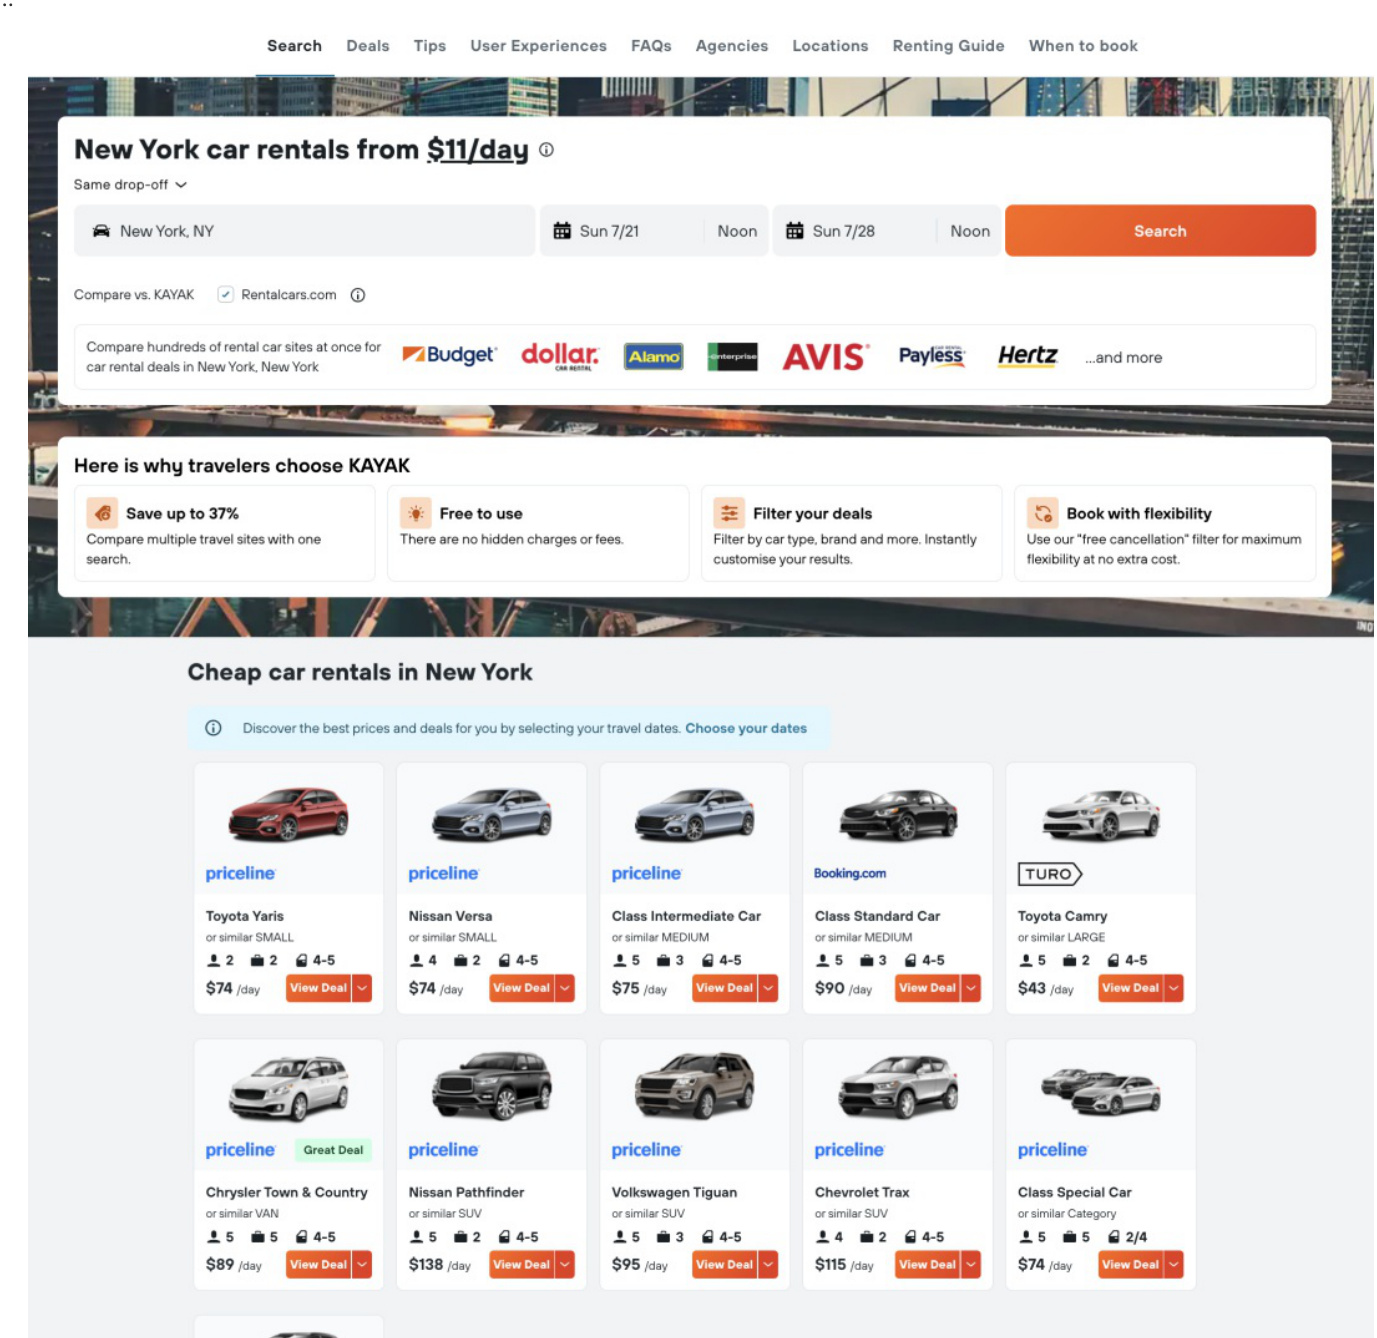 ..
Search Deals Tips User Experiences FAQs Agencies Locations Renting Guide When to book
New York car rentals from $11/day
Same drop-off
New York, NY Sun 7/21 Noon Sun 7/28 Noon Search
Compare vs. KAYAK Rentalcars.com
Compare hundreds of rental car sites at once for
car rental deals in New York, New York
Budget dollar. CAR RENTAL Alamo enterprise AVIS Payless CAR RENTAL Hertz ...and more
Here is why travelers choose KAYAK
Save up to 37%
Compare multiple travel sites with one
search.
Free to use
There are no hidden charges or fees.
Filter your deals
Filter by car type, brand and more. Instantly
customise your results.
Book with flexibility
Use our "free cancellation" filter for maximum
flexibility at no extra cost.
Cheap car rentals in New York
Discover the best prices and deals for you by selecting your travel dates. Choose your dates
priceline
Toyota Yaris
or similar SMALL
2 2 4-5
$74 /day View Deal
priceline
Nissan Versa
or similar SMALL
4 2 4-5
$74 /day View Deal
priceline
Class Intermediate Car
or similar MEDIUM
5 3 4-5
$75 /day View Deal
Booking.com
Class Standard Car
or similar MEDIUM
5 3 4-5
$90 /day View Deal
TURO
Toyota Camry
or similar LARGE
5 2 4-5
$43 /day View Deal
priceline Great Deal
Chrysler Town & Country
or similar VAN
5 5 4-5
$89 /day View Deal
priceline
Nissan Pathfinder
or similar SUV
5 2 4-5
$138 /day View Deal
priceline
Volkswagen Tiguan
or similar SUV
5 3 4-5
$95 /day View Deal
priceline
Chevrolet Trax
or similar SUV
4 2 4-5
$115 /day View Deal
priceline
Class Special Car
or similar Category
5 5 2/4
$74 /day View Deal